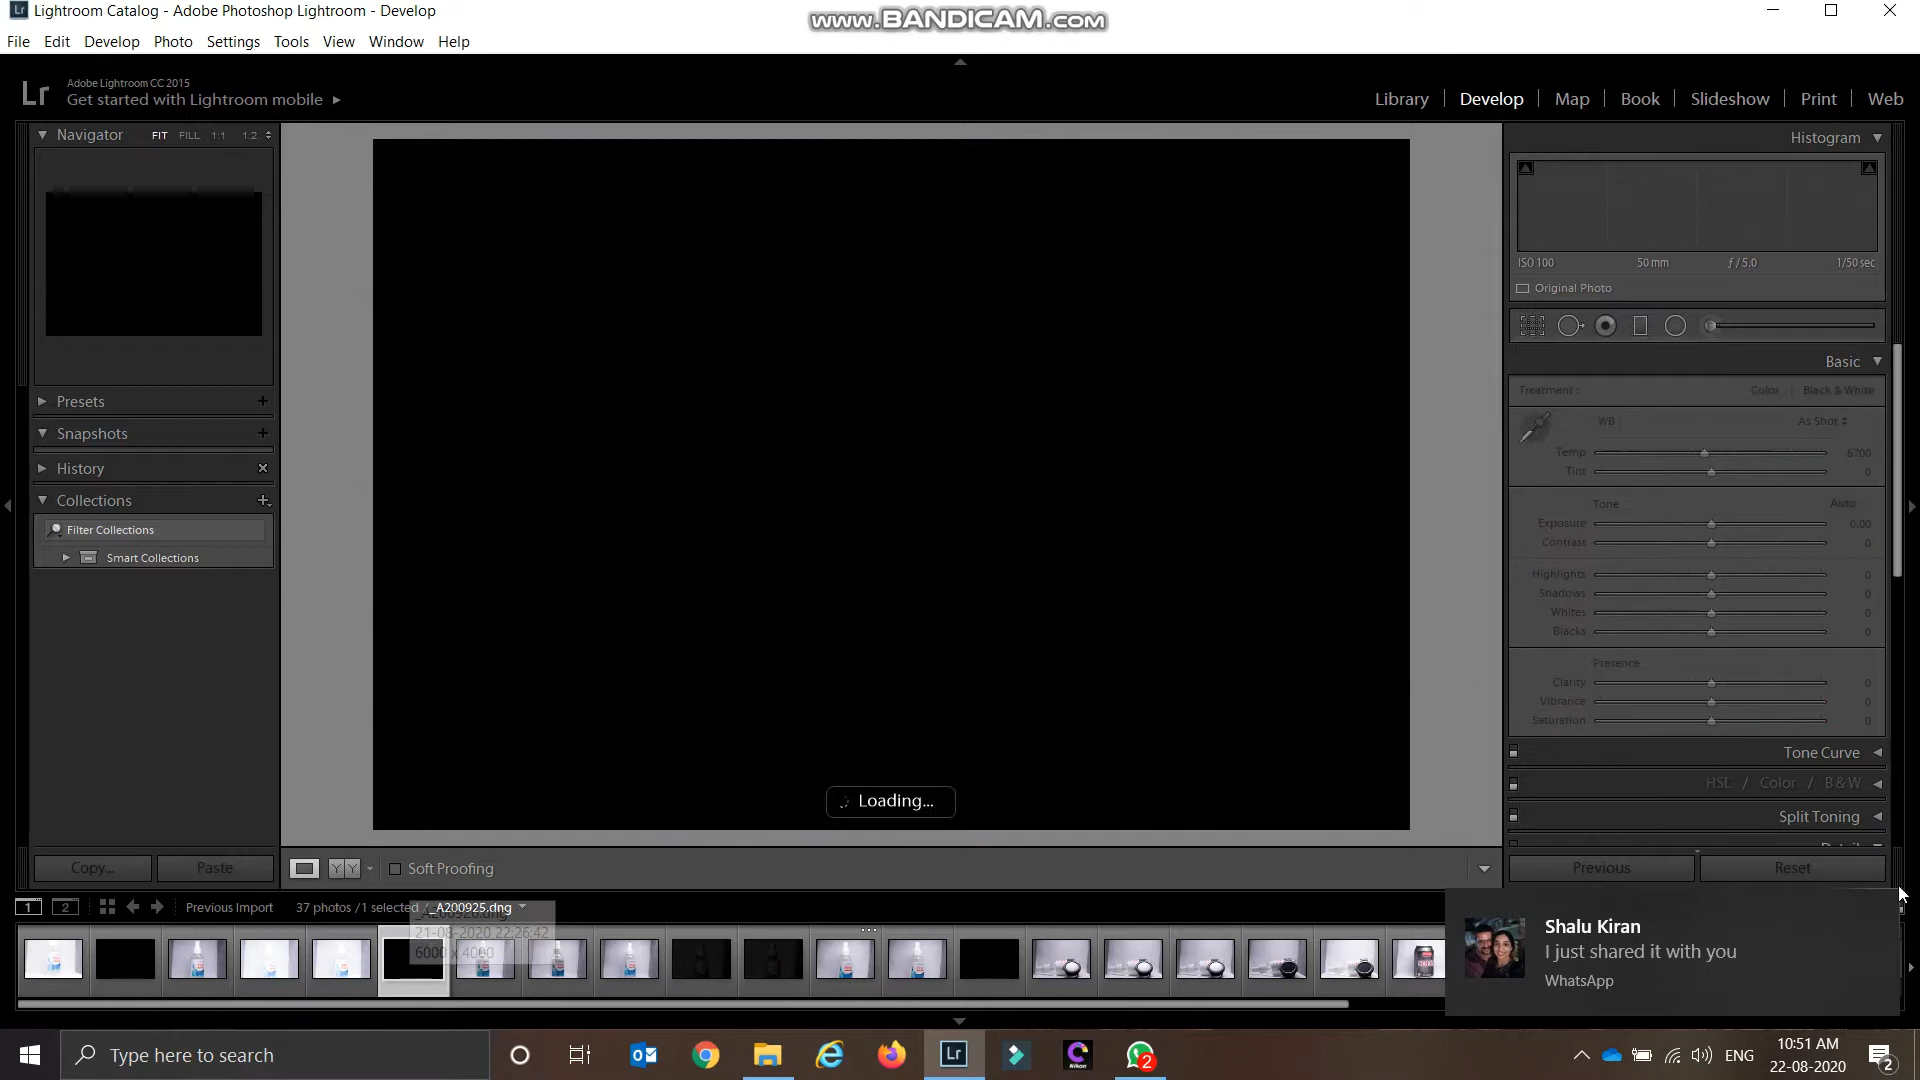 Lightroom Catalog - Adobe Photoshop Lightroom - Develop
www.BANDICAM.com
File Edit Develop Photo Settings Tools View Window Help
Lr
Adobe Lightroom CC 2015
Get started with Lightroom mobile
Library Develop Map Book Slideshow Print Web
Navigator FIT FILL 1:1 1:2
Histogram
ISO 100 50 mm ƒ / 5.0 1/50 sec
Original Photo
Basic
Treatment : Color Black & White
WB : As Shot
Temp 6700
Tint 0
Tone Auto
Exposure 0.00
Contrast 0
Highlights 0
Shadows 0
Whites 0
Blacks 0
Presence
Clarity 0
Vibrance 0
Saturation 0
Tone Curve
HSL / Color / B & W
Split Toning
Presets
Snapshots
History
Collections
Filter Collections
Smart Collections
Loading...
Copy... Paste
YY Soft Proofing
Previous Reset
1 2 Previous Import 37 photos / 1 selected / _A200926.dng
21-08-2020 22:26:42
6000 x 4000
Shalu Kiran
I just shared it with you
WhatsApp
Type here to search
Lr
Nikon
2
ENG
10:51 AM
22-08-2020
2